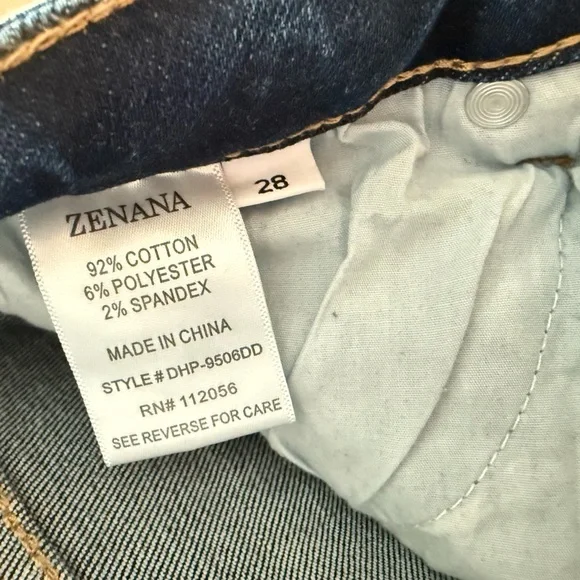 ZENANA
28
92% COTTON
6% POLYESTER
2% SPANDEX
MADE IN CHINA
STYLE# DHP-9506DD
RN# 112056
SEE REVERSE FOR CARE